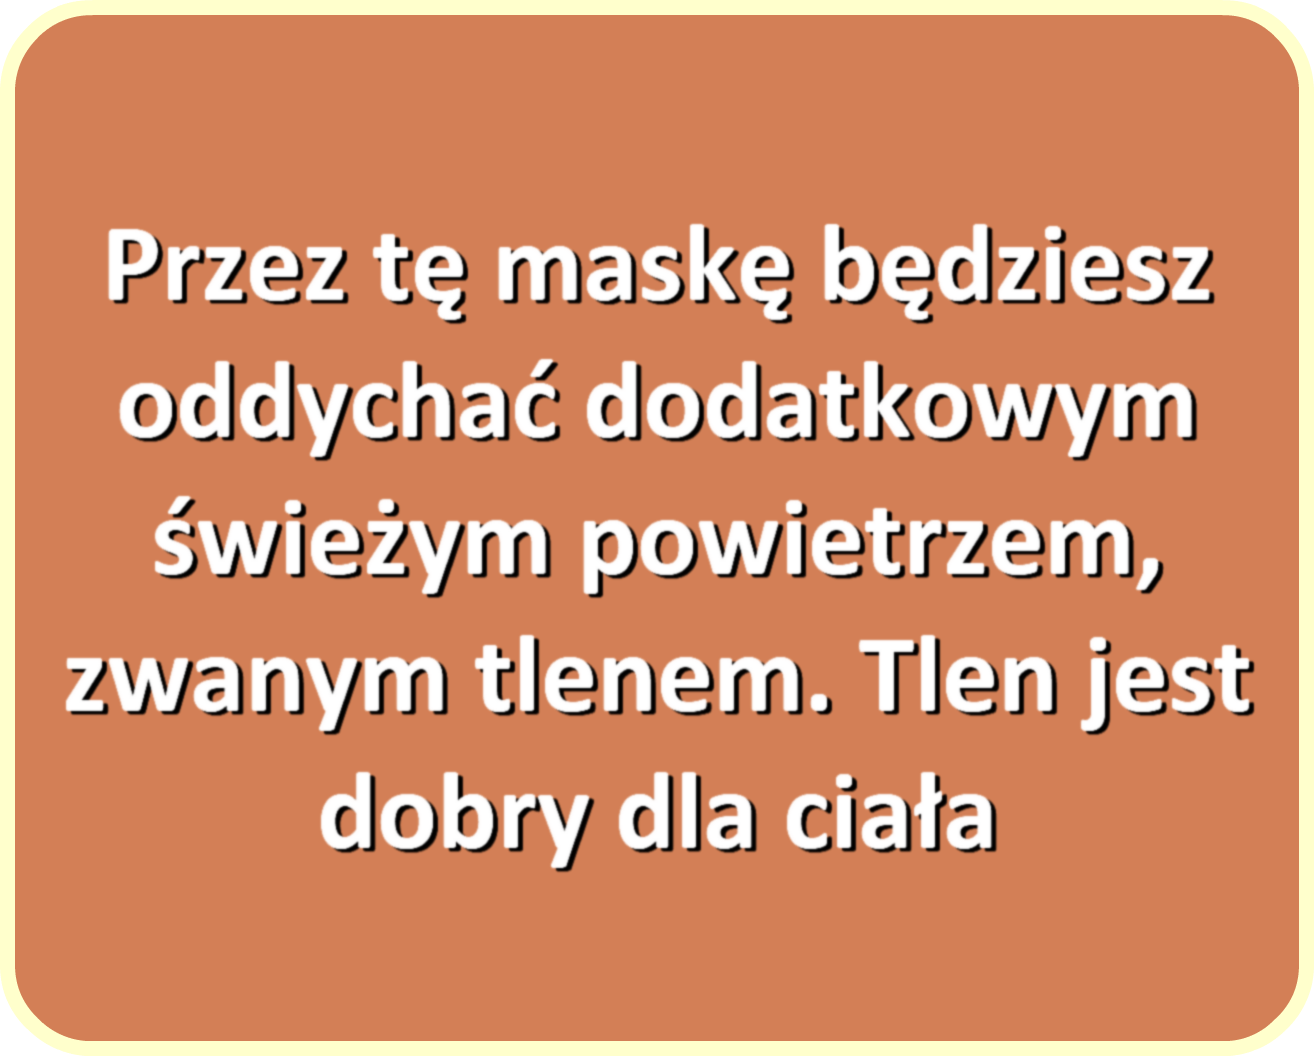 Przez tę maskę będziesz
oddychać dodatkowym
świeżym powietrzem,
zwanym tlenem. Tlen jest
dobry dla ciała